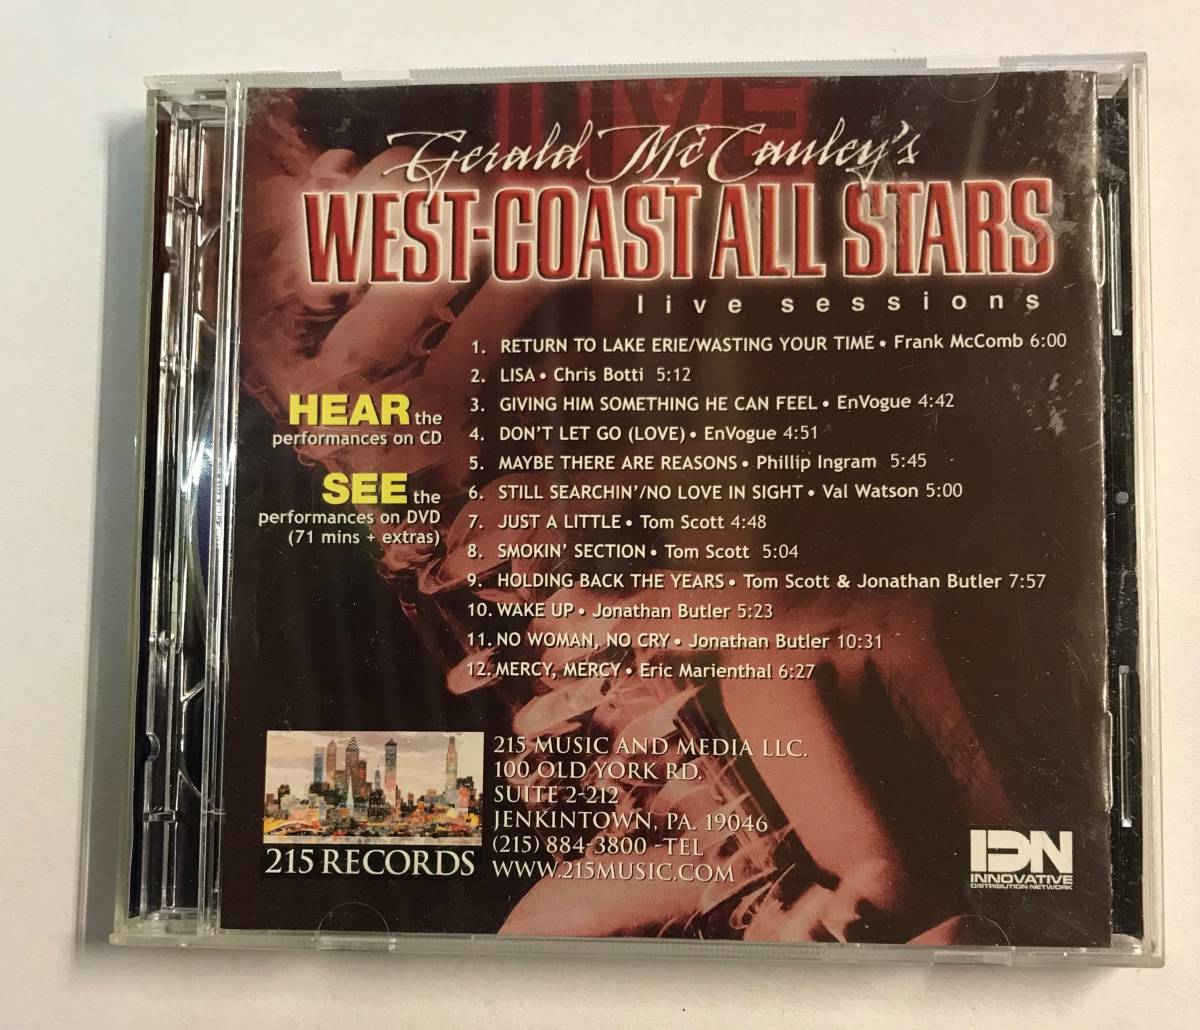 LIVE
Gerald McCauley's
WEST-COAST ALL STARS
live sessions
1. RETURN TO LAKE ERIE/WASTING YOUR TIME • Frank McComb 6:00
2. LISA • Chris Botti 5:12
3. GIVING HIM SOMETHING HE CAN FEEL • EnVogue 4:42
4. DON'T LET GO (LOVE) • EnVogue 4:51
5. MAYBE THERE ARE REASONS • Phillip Ingram 5:45
6. STILL SEARCHIN'/NO LOVE IN SIGHT • Val Watson 5:00
7. JUST A LITTLE • Tom Scott 4:48
8. SMOKIN' SECTION • Tom Scott 5:04
9. HOLDING BACK THE YEARS • Tom Scott & Jonathan Butler 7:57
10. WAKE UP • Jonathan Butler 5:23
11. NO WOMAN, NO CRY • Jonathan Butler 10:31
12. MERCY, MERCY • Eric Marienthal 6:27
HEAR the
performances on CD
SEE the
performances on DVD
(71 mins + extras)
215 RECORDS
215 MUSIC AND MEDIA LLC.
100 OLD YORK RD.
SUITE 2-212
JENKINTOWN, PA. 19046
(215) 884-3800 -TEL
WWW.215MUSIC.COM
IDN
INNOVATIVE
DISTRIBUTION NETWORK